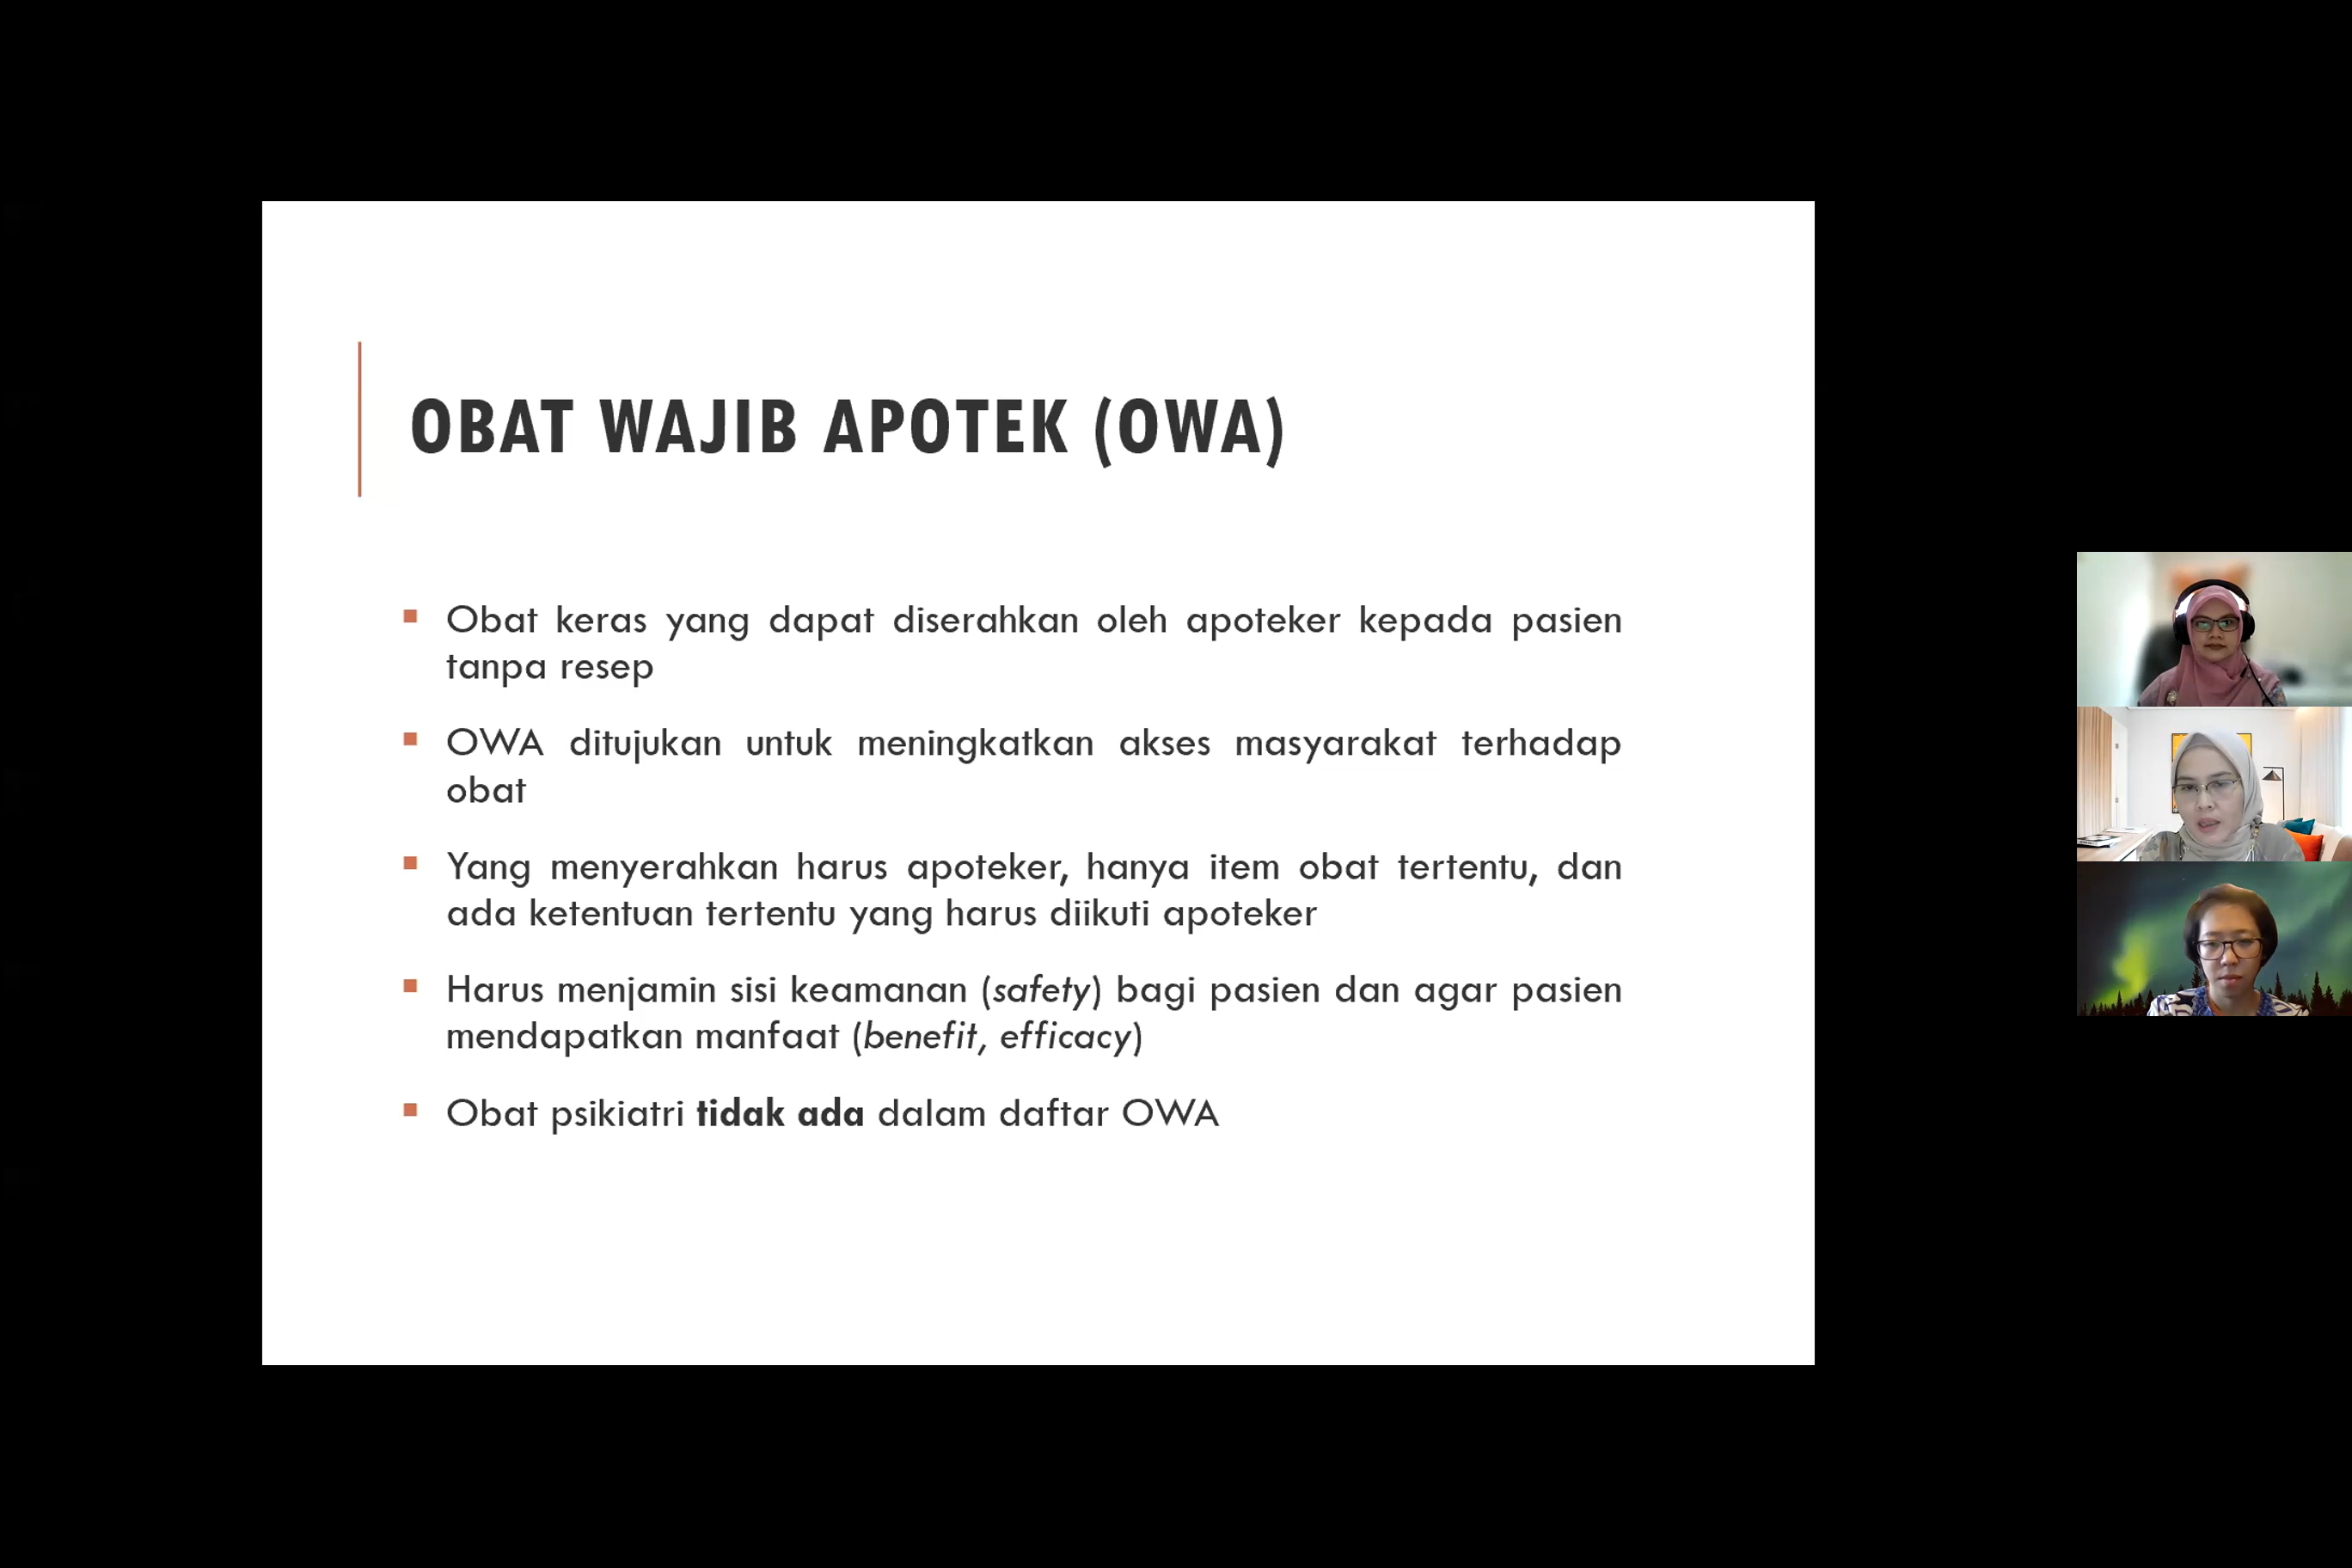 OBAT WAJIB APOTEK (OWA)
Obat keras yang dapat diserahkan oleh apoteker kepada pasien
tanpa resep
OWA ditujukan untuk meningkatkan akses masyarakat terhadap
obat
Yang menyerahkan harus apoteker, hanya item obat tertentu, dan
ada ketentuan tertentu yang harus diikuti apoteker
Harus menjamin sisi keamanan (safety) bagi pasien dan agar pasien
mendapatkan manfaat (benefit, efficacy)
Obat psikiatri tidak ada dalam daftar OWA